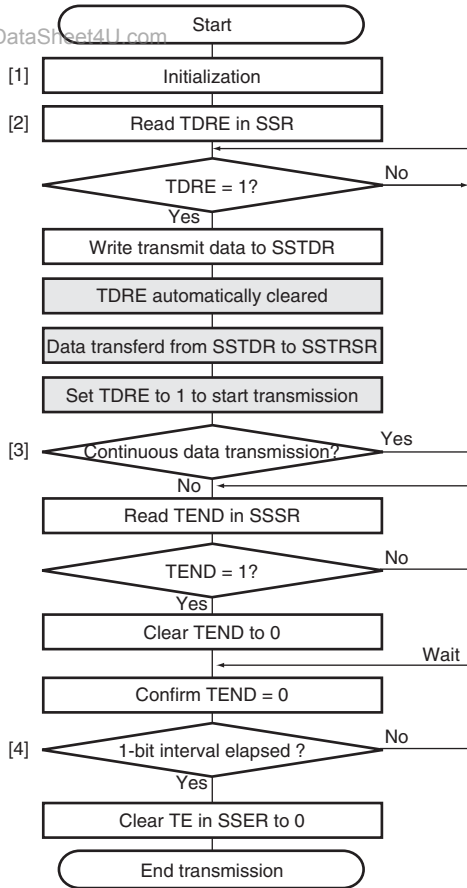 Start
DataSheet4U.com
[1] Initialization
[2] Read TDRE in SSR
TDRE = 1? No
Yes
Write transmit data to SSTDR
TDRE automatically cleared
Data transferd from SSTDR to SSTRSR
Set TDRE to 1 to start transmission
[3] Continuous data transmission? Yes
No
Read TEND in SSSR
TEND = 1? No
Yes
Clear TEND to 0
Wait
Confirm TEND = 0
[4] 1-bit interval elapsed ? No
Yes
Clear TE in SSER to 0
End transmission